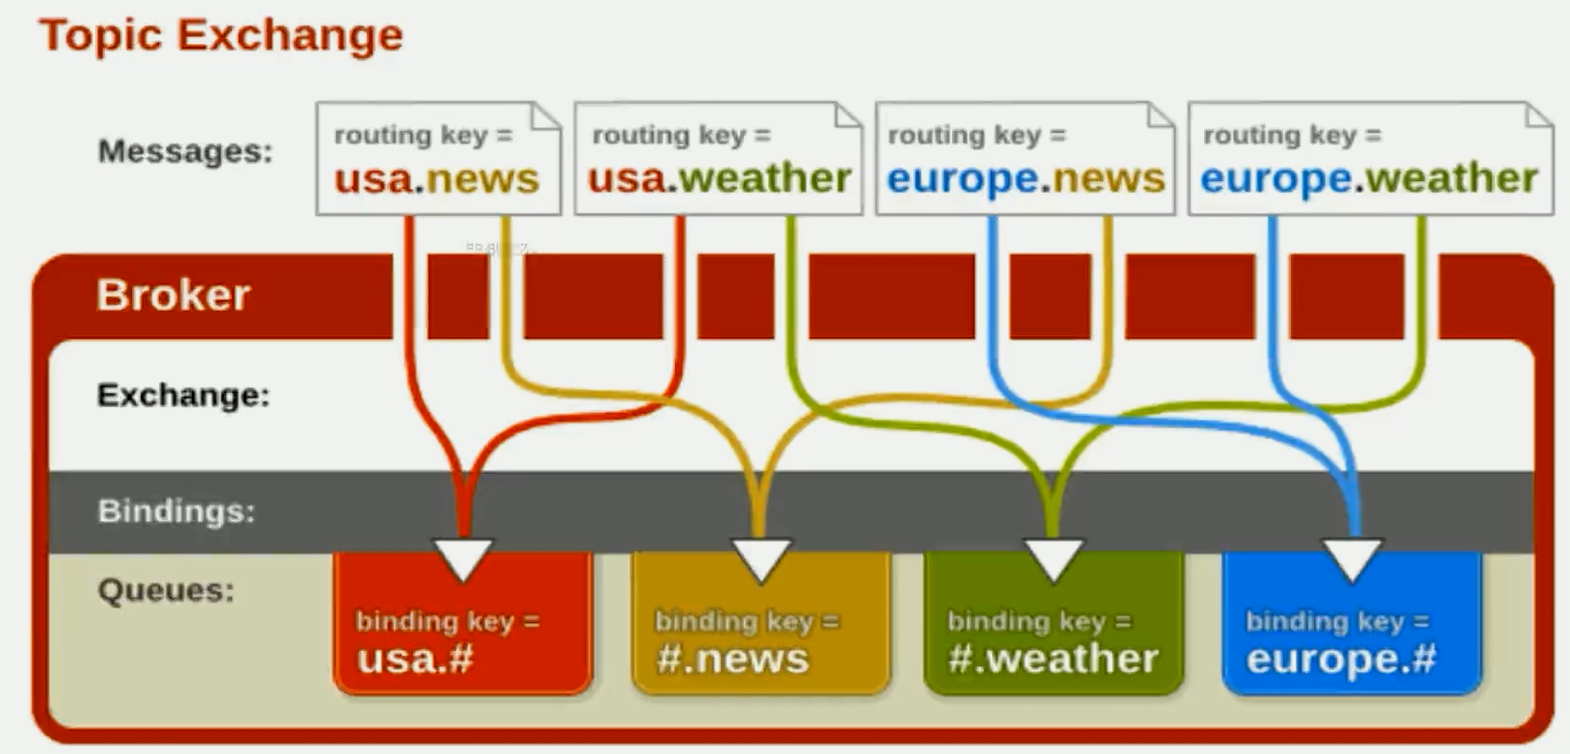 Topic Exchange
Messages:
routing key =
usa.news
routing key =
usa.weather
routing key =
europe.news
routing key =
europe.weather
Broker
Exchange:
Bindings:
Queues:
binding key =
usa.#
binding key =
#.news
binding key =
#.weather
binding key =
europe.#